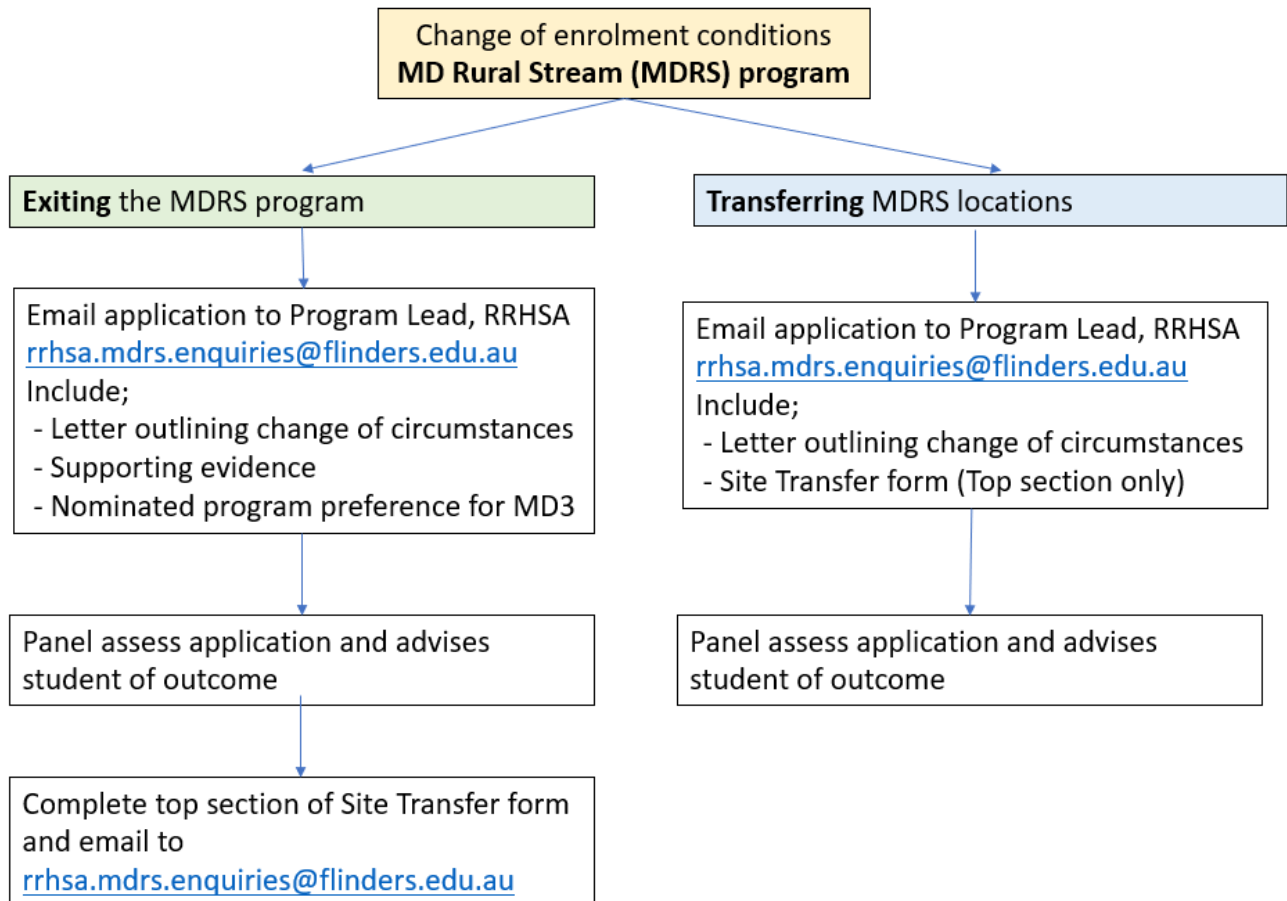 Change of enrolment conditions
MD Rural Stream (MDRS) program
Exiting the MDRS program
Email application to Program Lead, RRHSA
rrhsa.mdrs.enquiries@flinders.edu.au
Include;
- Letter outlining change of circumstances
- Supporting evidence
- Nominated program preference for MD3
Panel assess application and advises
student of outcome
Complete top section of Site Transfer form
and email to
rrhsa.mdrs.enquiries@flinders.edu.au
Transferring MDRS locations
Email application to Program Lead, RRHSA
rrhsa.mdrs.enquiries@flinders.edu.au
Include;
- Letter outlining change of circumstances
- Site Transfer form (Top section only)
Panel assess application and advises
student of outcome